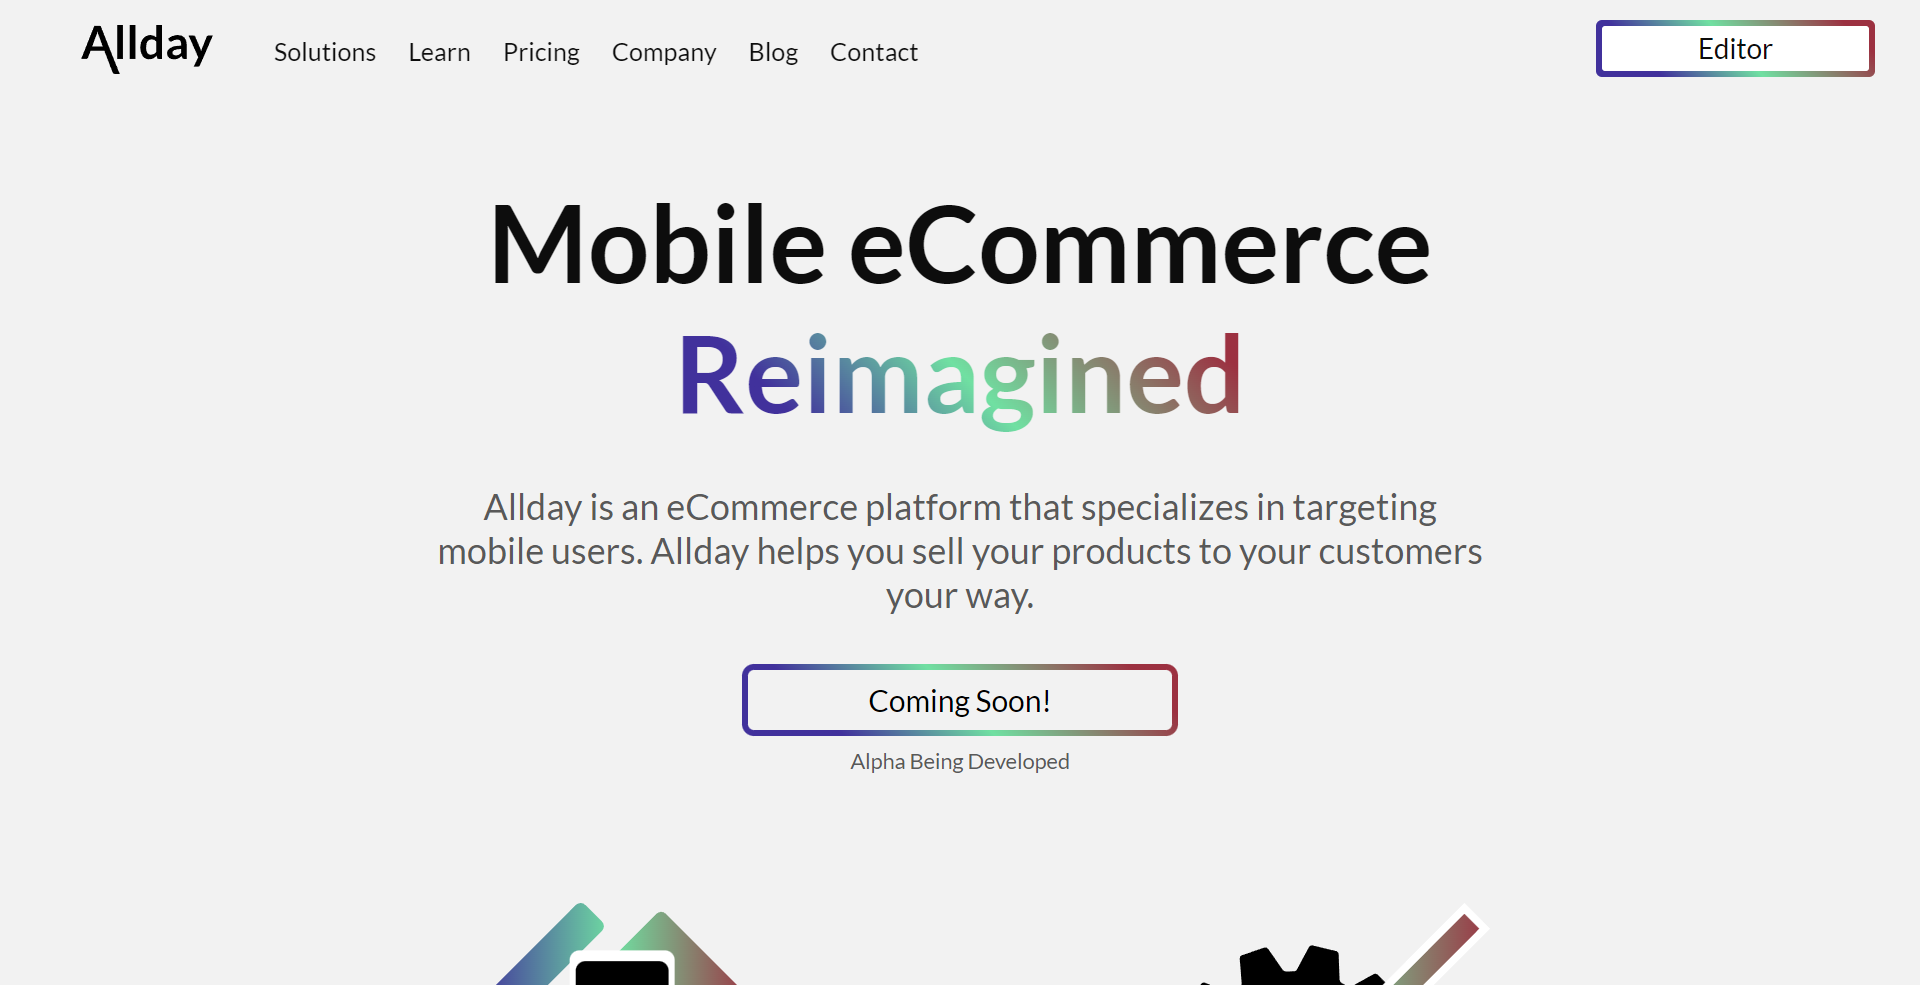 Allday
Solutions Learn Pricing Company Blog Contact
Editor
Mobile eCommerce
Reimagined
Allday is an eCommerce platform that specializes in targeting
mobile users. Allday helps you sell your products to your customers
your way.
Coming Soon!
Alpha Being Developed